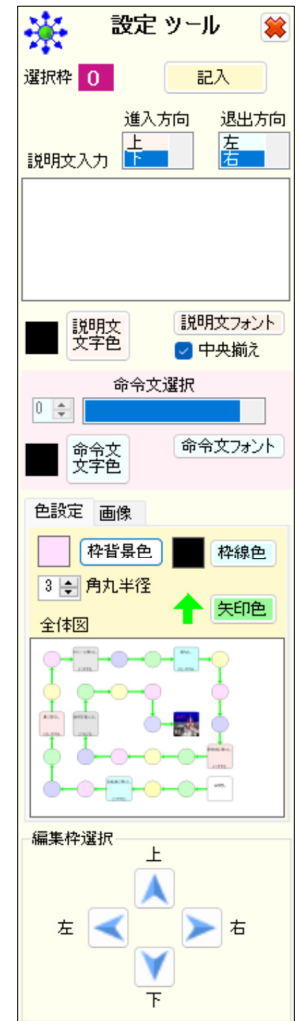 設定 ツール
選択枠 0 記入
進入方向 退出方向
説明文入力
上 左
下 右
説明文
文字色
説明文フォント
中央揃え
命令文選択
0
命令文
文字色
命令文フォント
色設定 画像
枠背景色 枠線色
3 角丸半径
矢印色
全体図
編集枠選択
上
左 右
下